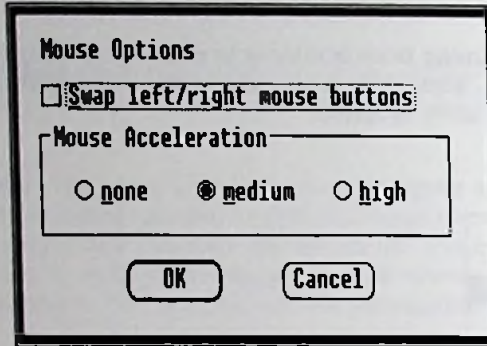 Mouse Options
Swap left/right mouse buttons
Mouse Acceleration
none medium high
OK Cancel